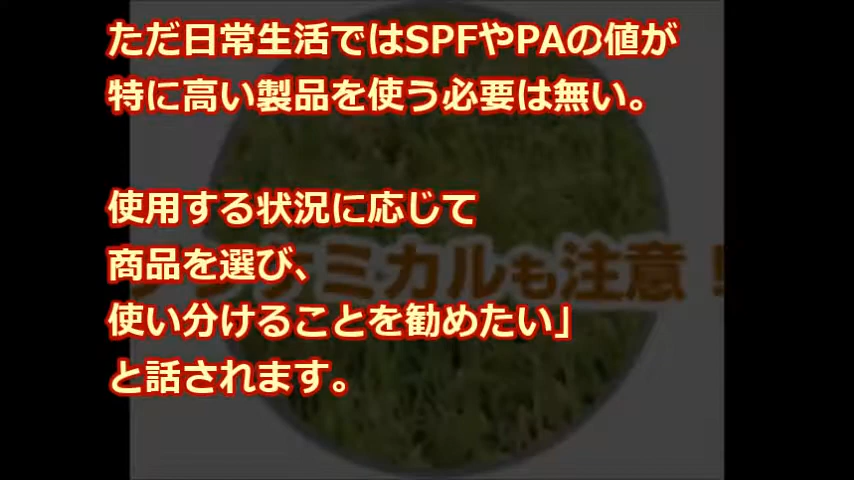 ただ日常生活ではSPFやPAの値が
特に高い製品を使う必要は無い。
使用する状況に応じて
商品を選び、
使い分けることを勧めたい」
と話されます。
ケミカルも注意！